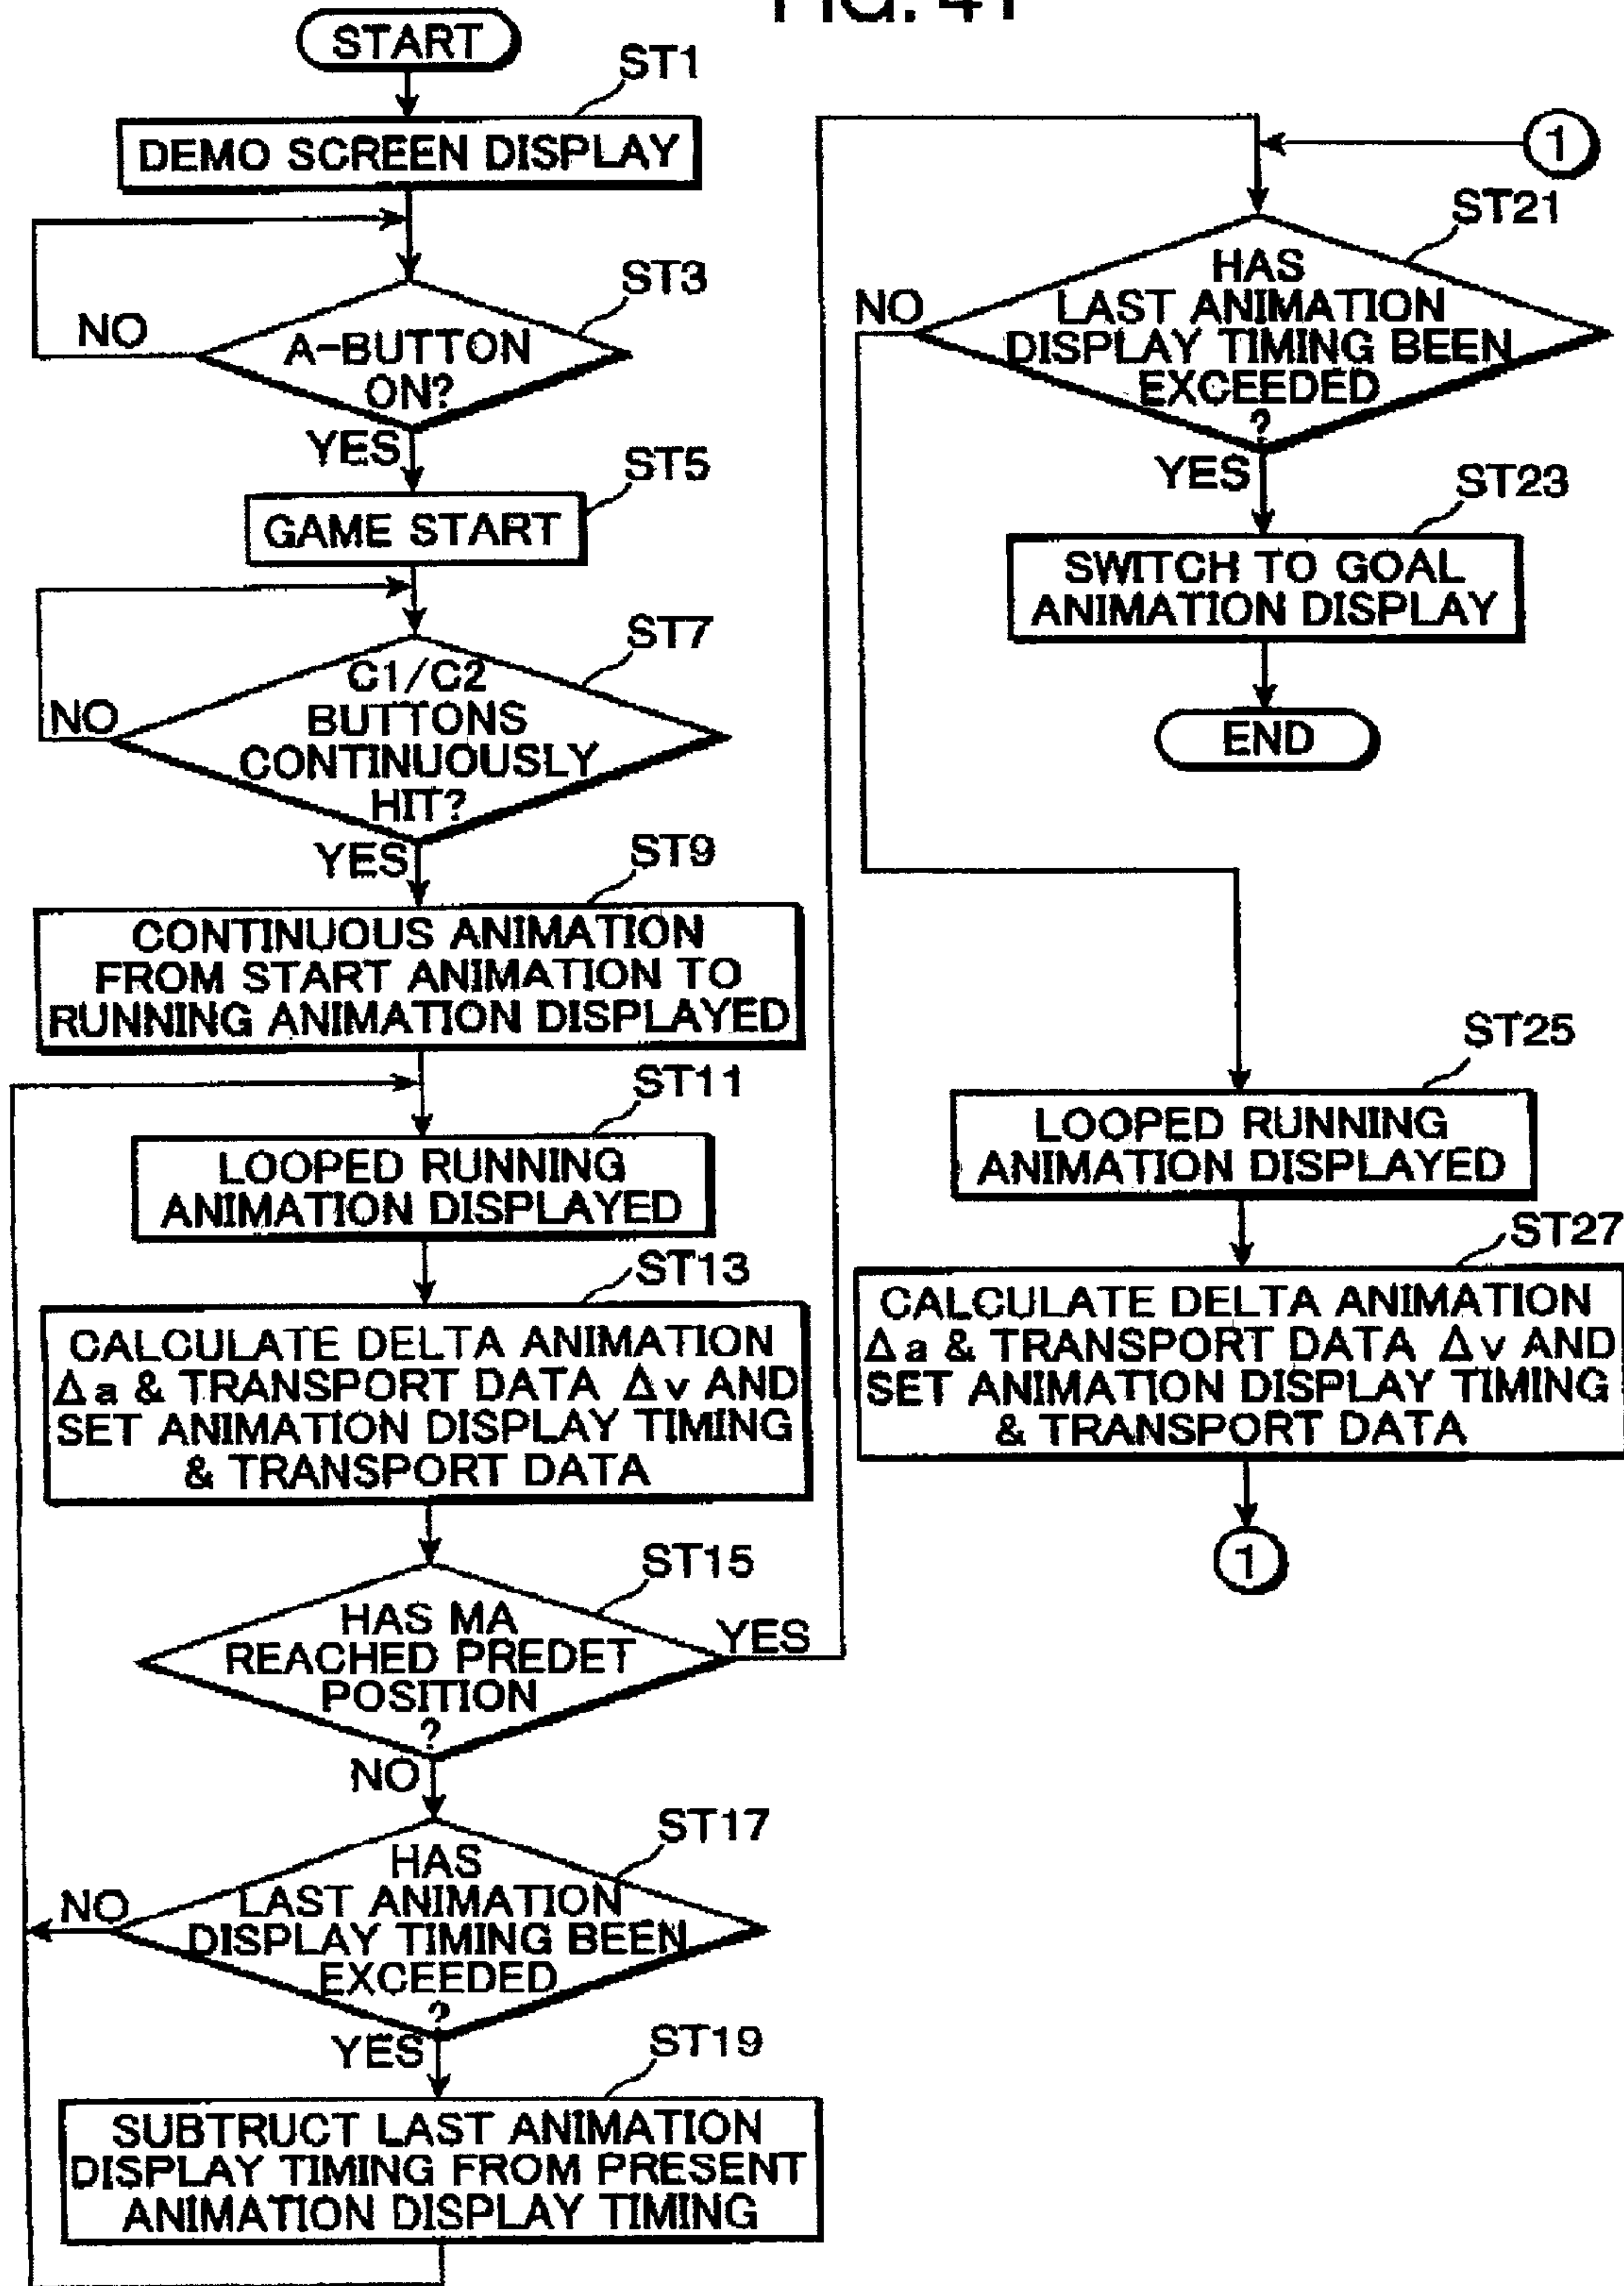 FIG. 41
START
ST1
DEMO SCREEN DISPLAY
ST3
NO
A-BUTTON
ON?
YES
ST5
GAME START
ST7
C1/C2
BUTTONS
CONTINUOUSLY
HIT?
NO
YES
ST9
CONTINUOUS ANIMATION
FROM START ANIMATION TO
RUNNING ANIMATION DISPLAYED
ST11
LOOPED RUNNING
ANIMATION DISPLAYED
ST13
CALCULATE DELTA ANIMATION
Δa & TRANSPORT DATA Δv AND
SET ANIMATION DISPLAY TIMING
& TRANSPORT DATA
ST15
HAS MA
REACHED PREDET
POSITION
?
YES
NO
ST17
HAS
LAST ANIMATION
DISPLAY TIMING BEEN
EXCEEDED
?
NO
YES
ST19
SUBTRUCT LAST ANIMATION
DISPLAY TIMING FROM PRESENT
ANIMATION DISPLAY TIMING
1
ST21
HAS
LAST ANIMATION
DISPLAY TIMING BEEN
EXCEEDED
?
NO
YES
ST23
SWITCH TO GOAL
ANIMATION DISPLAY
END
ST25
LOOPED RUNNING
ANIMATION DISPLAYED
ST27
CALCULATE DELTA ANIMATION
Δa & TRANSPORT DATA Δv AND
SET ANIMATION DISPLAY TIMING
& TRANSPORT DATA
1